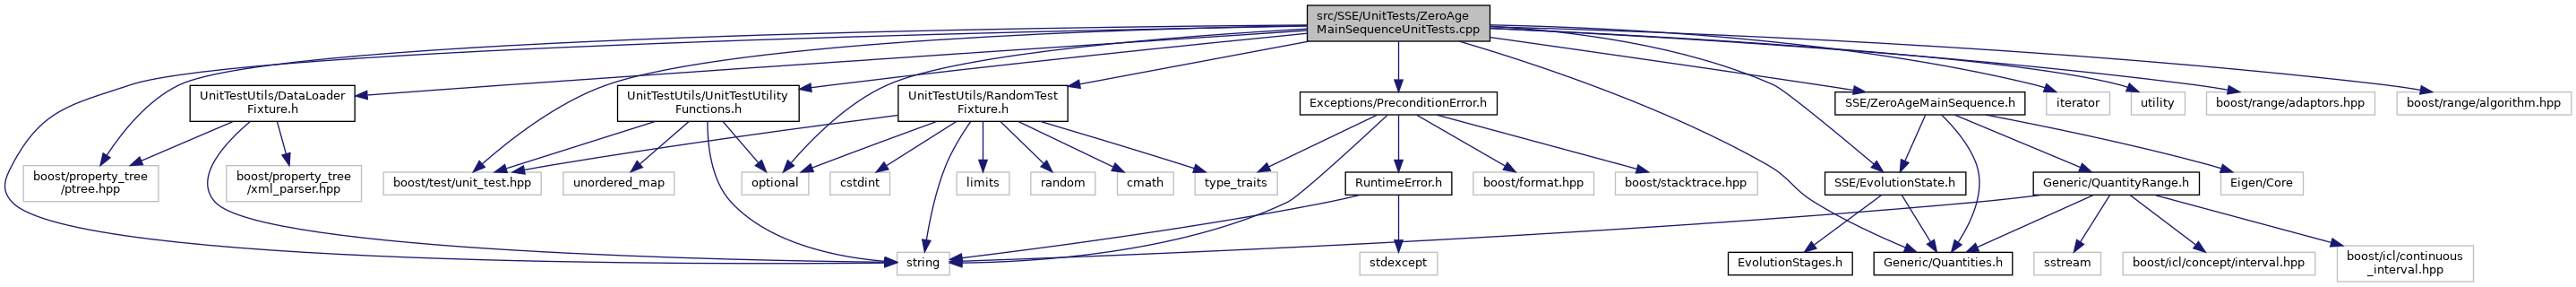 src/SSE/UnitTests/ZeroAge
MainSequenceUnitTests.cpp
UnitTestUtils/DataLoader
Fixture.h
UnitTestUtils/UnitTestUtility
Functions.h
UnitTestUtils/RandomTest
Fixture.h
Exceptions/PreconditionError.h
SSE/ZeroAgeMainSequence.h
iterator
utility
boost/range/adaptors.hpp
boost/range/algorithm.hpp
boost/property_tree
/ptree.hpp
boost/property_tree
/xml_parser.hpp
boost/test/unit_test.hpp
unordered_map
optional
cstdint
limits
random
cmath
type_traits
RuntimeError.h
boost/format.hpp
boost/stacktrace.hpp
SSE/EvolutionState.h
Generic/QuantityRange.h
Eigen/Core
string
stdexcept
EvolutionStages.h
Generic/Quantities.h
sstream
boost/icl/concept/interval.hpp
boost/icl/continuous
_interval.hpp